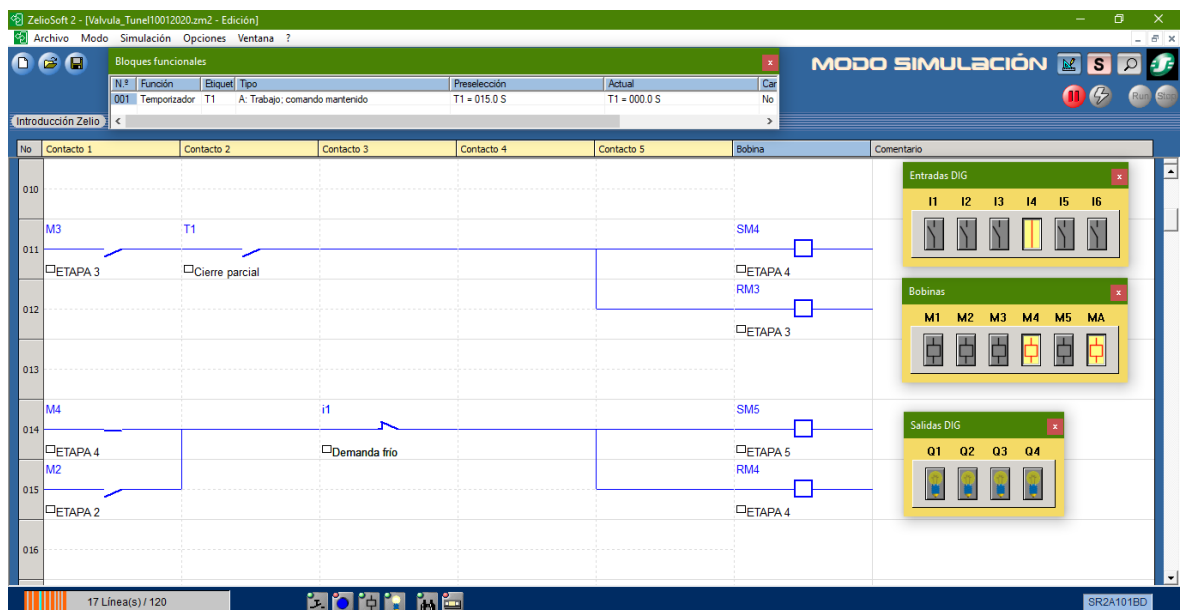 ZelioSoft 2 - [Valvula_Tunel10012020.zm2 - Edición]
Archivo Modo Simulación Opciones Ventana ?
Bloques funcionales
N.º Función Etiquet Tipo Preselección Actual Car
001 Temporizador T1 A: Trabajo; comando mantenido T1 = 015.0 S T1 = 000.0 S No
MODO SIMULACIÓN
S
Run Stop
Introducción Zelio
No Contacto 1 Contacto 2 Contacto 3 Contacto 4 Contacto 5 Bobina Comentario
010
M3 T1 SM4
011
ETAPA 3 Cierre parcial ETAPA 4
RM3
012
ETAPA 3
013
M4 i1 SM5
014
ETAPA 4 Demanda frío ETAPA 5
M2 RM4
015
ETAPA 2 ETAPA 4
016
Entradas DIG
I1 I2 I3 I4 I5 I6
Bobinas
M1 M2 M3 M4 M5 MA
Salidas DIG
Q1 Q2 Q3 Q4
17 Línea(s) / 120
SR2A101BD